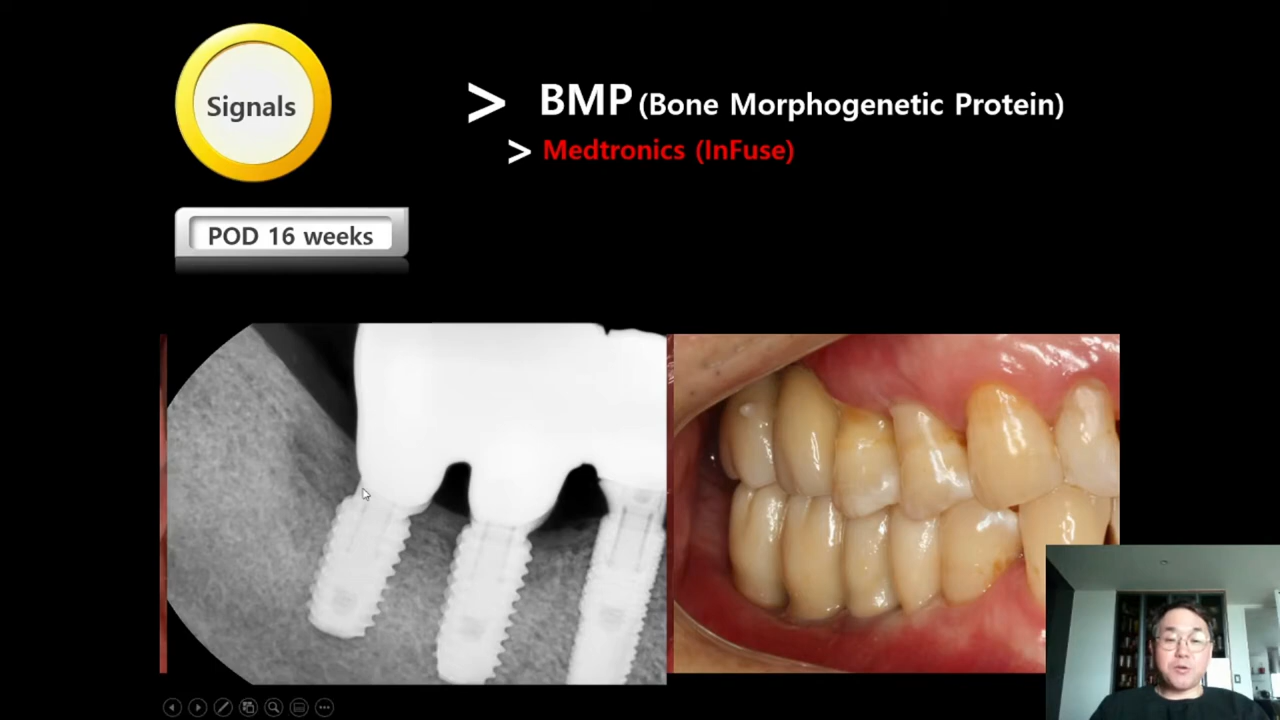 Signals
> BMP (Bone Morphogenetic Protein)
> Medtronics (InFuse)
POD 16 weeks